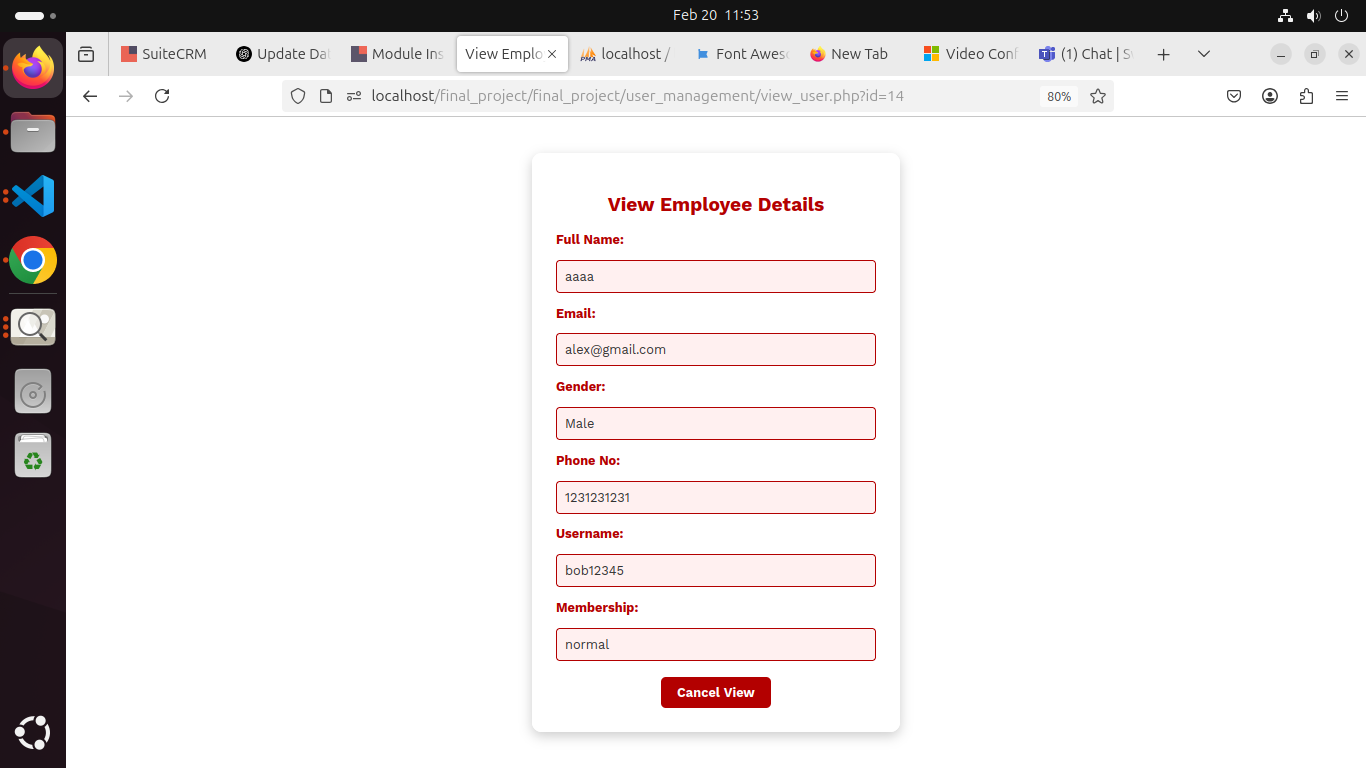 Feb 20 11:53
SuiteCRM
Update Da
Module Ins
View Emplo
localhost /
Font Awes
New Tab
Video Conf
(1) Chat | S
localhost/final_project/final_project/user_management/view_user.php?id=14
80%
View Employee Details
Full Name:
aaaa
Email:
alex@gmail.com
Gender:
Male
Phone No:
1231231231
Username:
bob12345
Membership:
normal
Cancel View